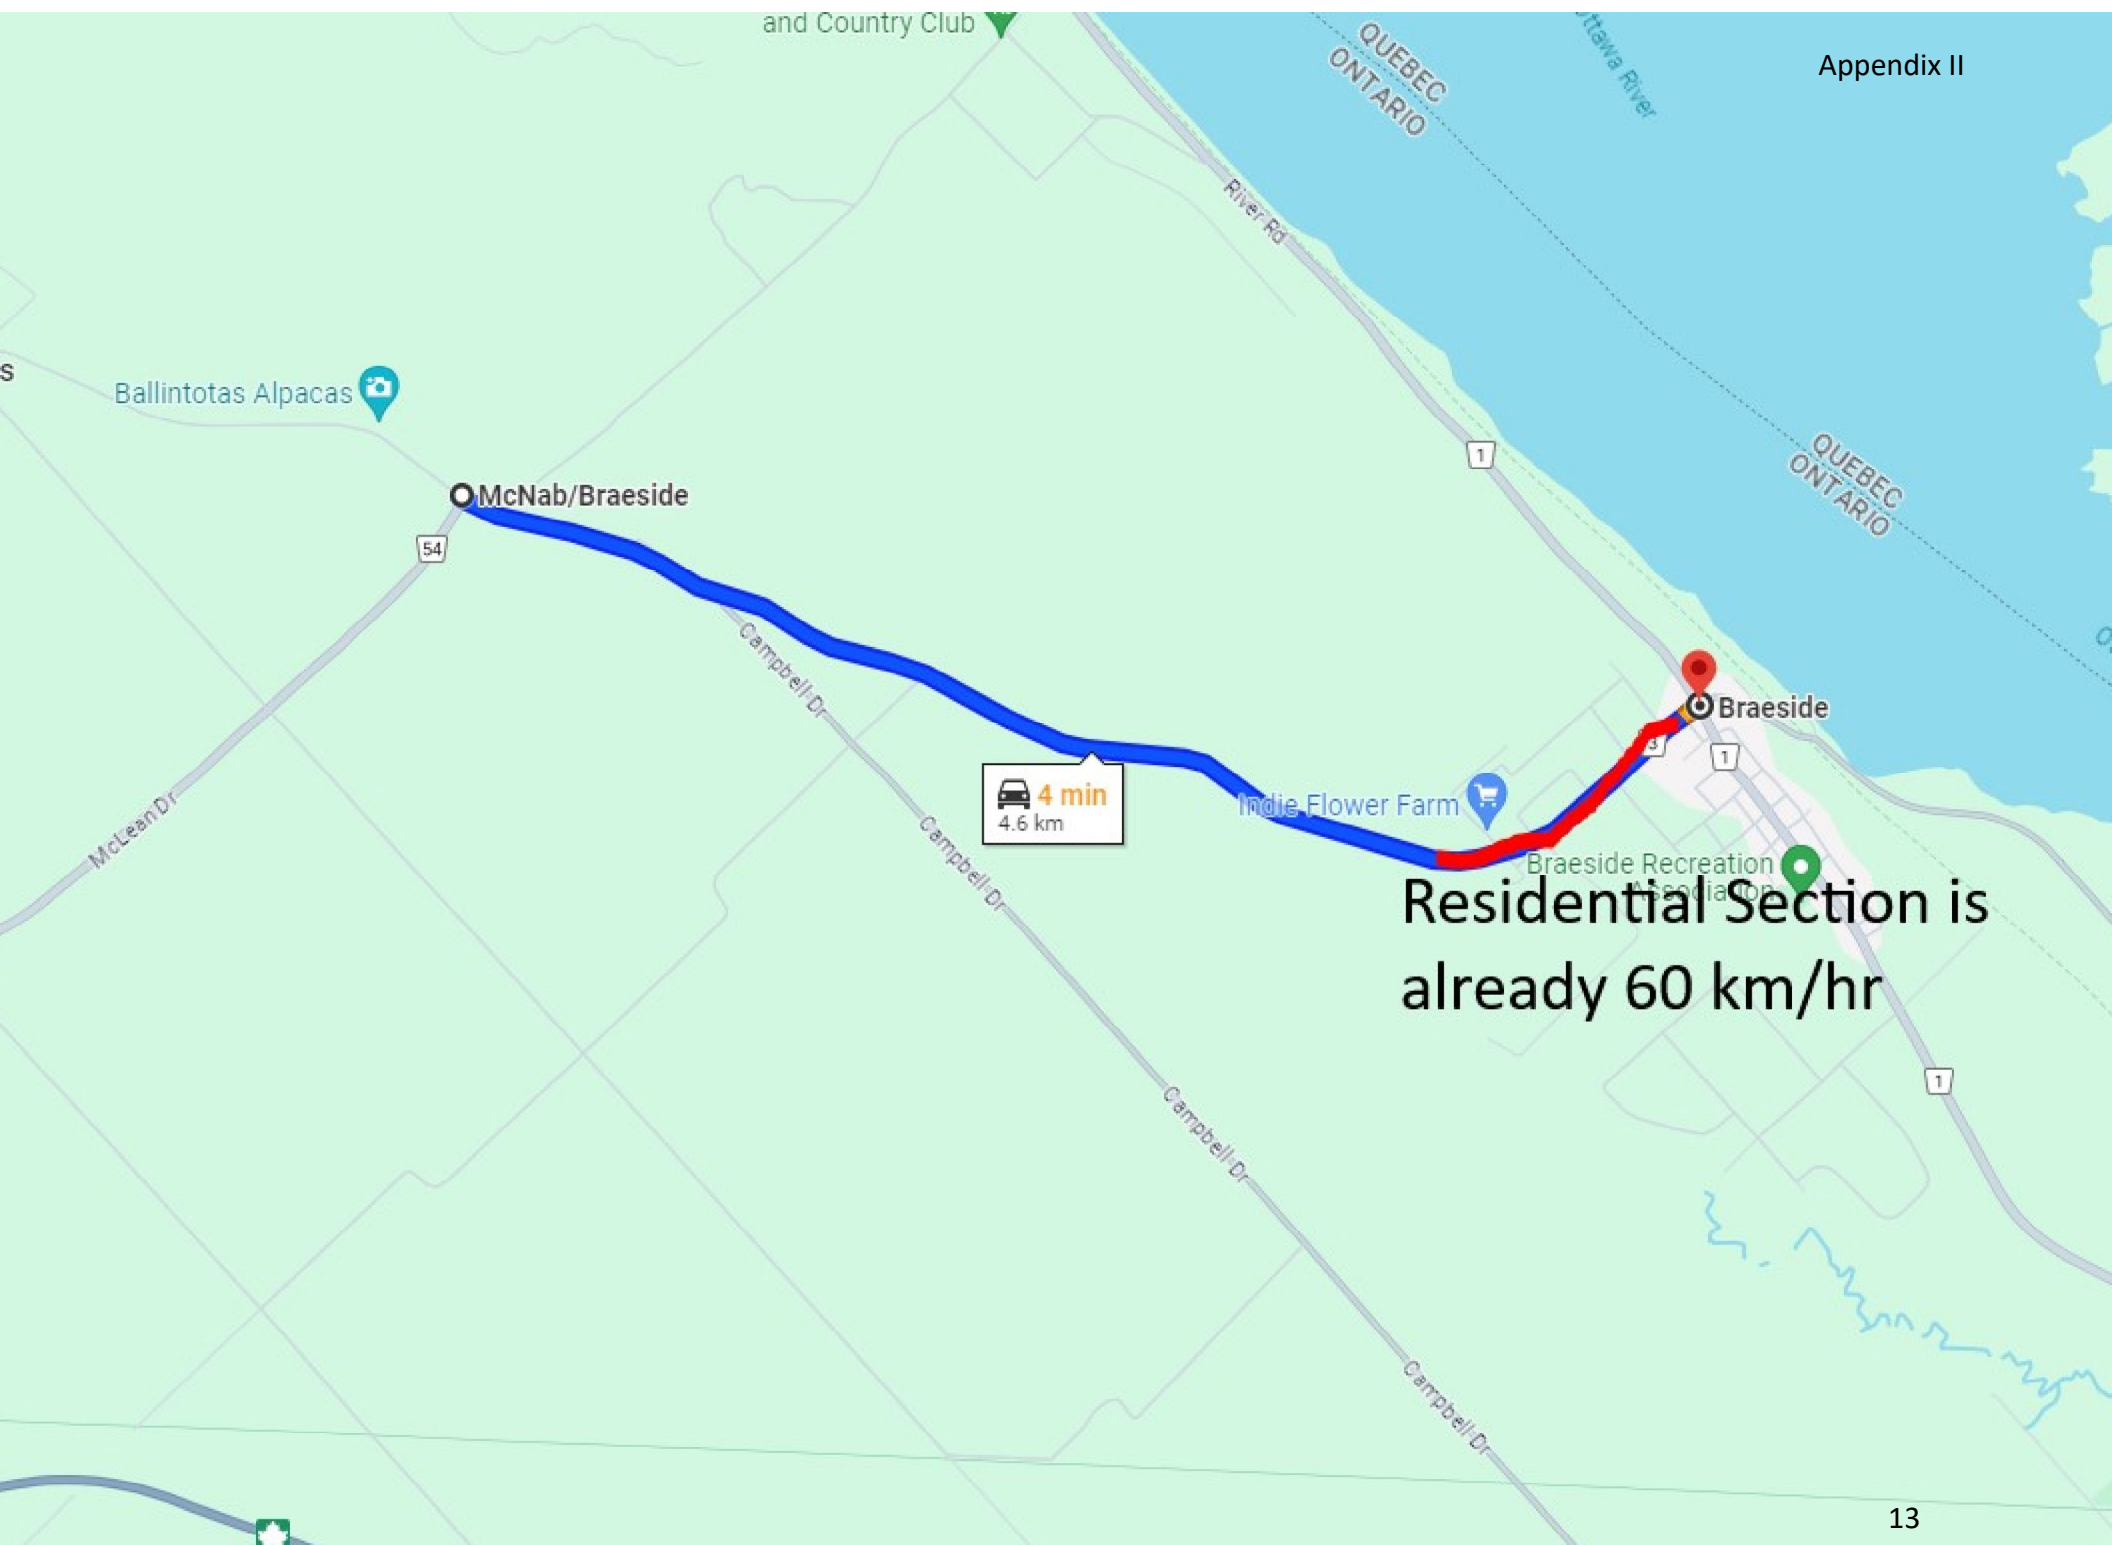 and Country Club
Appendix II
QUEBEC
ONTARIO
Ottawa River
River Rd
s
Ballintotas Alpacas
1
QUEBEC
ONTARIO
McNab/Braeside
54
Campbell Dr
Braeside
3
1
4 min
4.6 km
Indie Flower Farm
McLean Dr
Campbell Dr
Braeside Recreation
Association
Residential Section is
already 60 km/hr
1
Campbell Dr
Campbell Dr
13